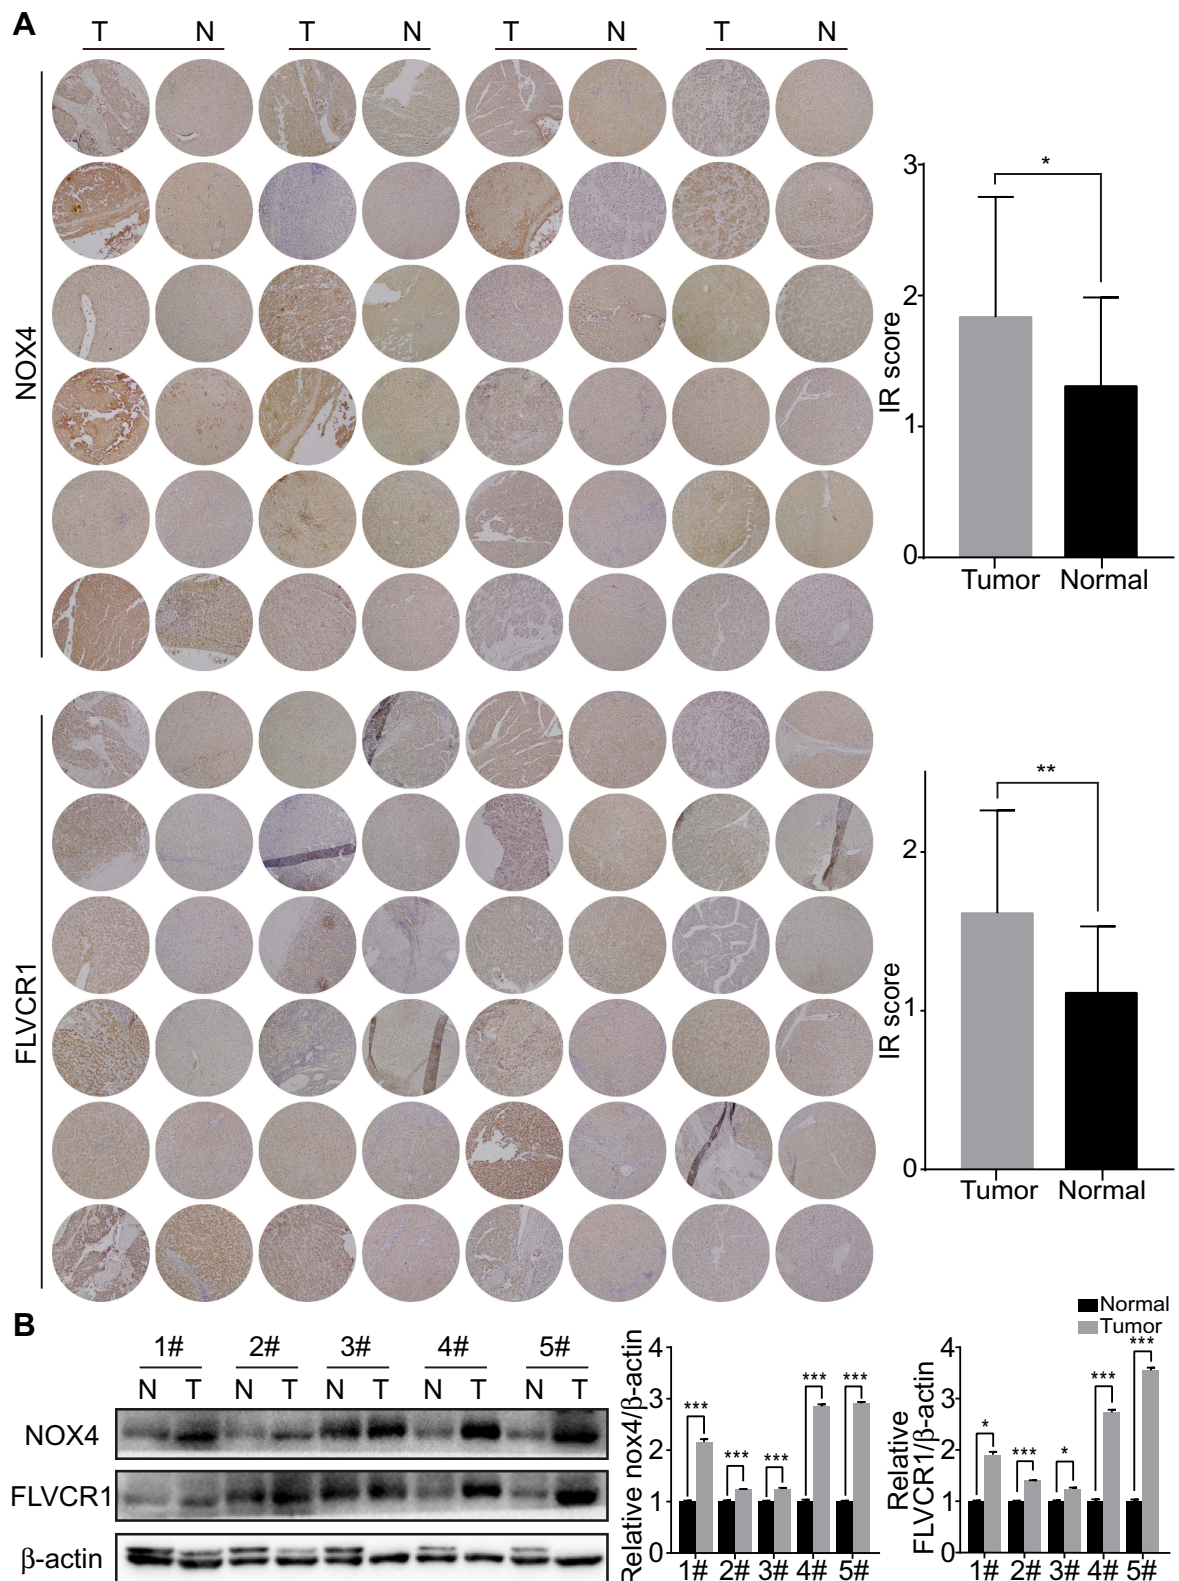 A
T N T N T N T N
NOX4
3
2
1
0
IR score
*
Tumor Normal
FLVCR1
2
1
0
IR score
**
Tumor Normal
B
1# 2# 3# 4# 5#
N T N T N T N T N T
NOX4
FLVCR1
β-actin
Relative nox4/β-actin
4
3
2
1
0
*** *** *** *** ***
1# 2# 3# 4# 5#
Normal
Tumor
Relative
FLVCR1/β-actin
4
3
2
1
0
* *** * *** ***
1# 2# 3# 4# 5#